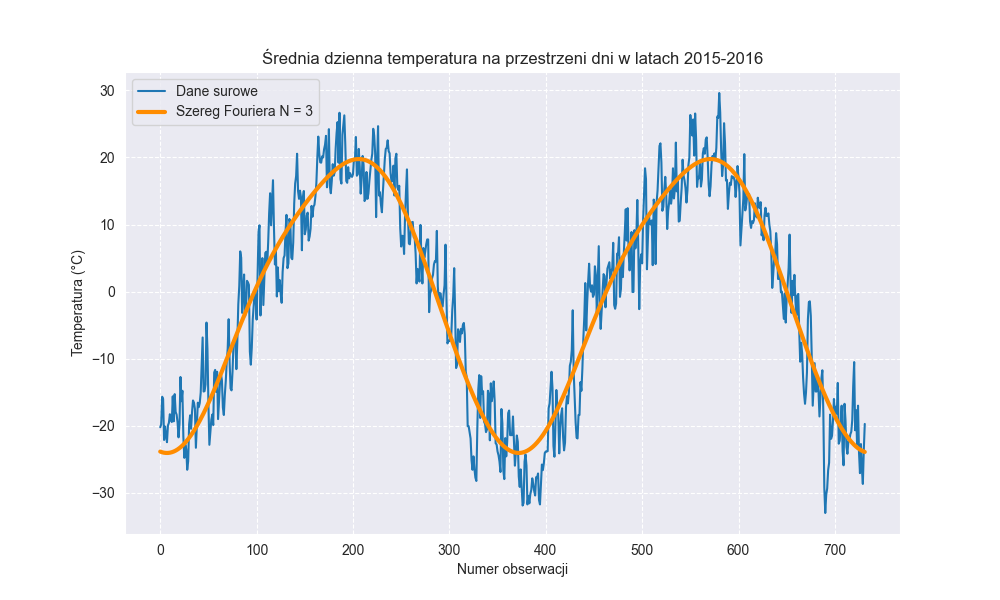 Średnia dzienna temperatura na przestrzeni dni w latach 2015-2016
Dane surowe
Szereg Fouriera N = 3
Temperatura (°C)
30
20
10
0
−10
−20
−30
0 100 200 300 400 500 600 700
Numer obserwacji